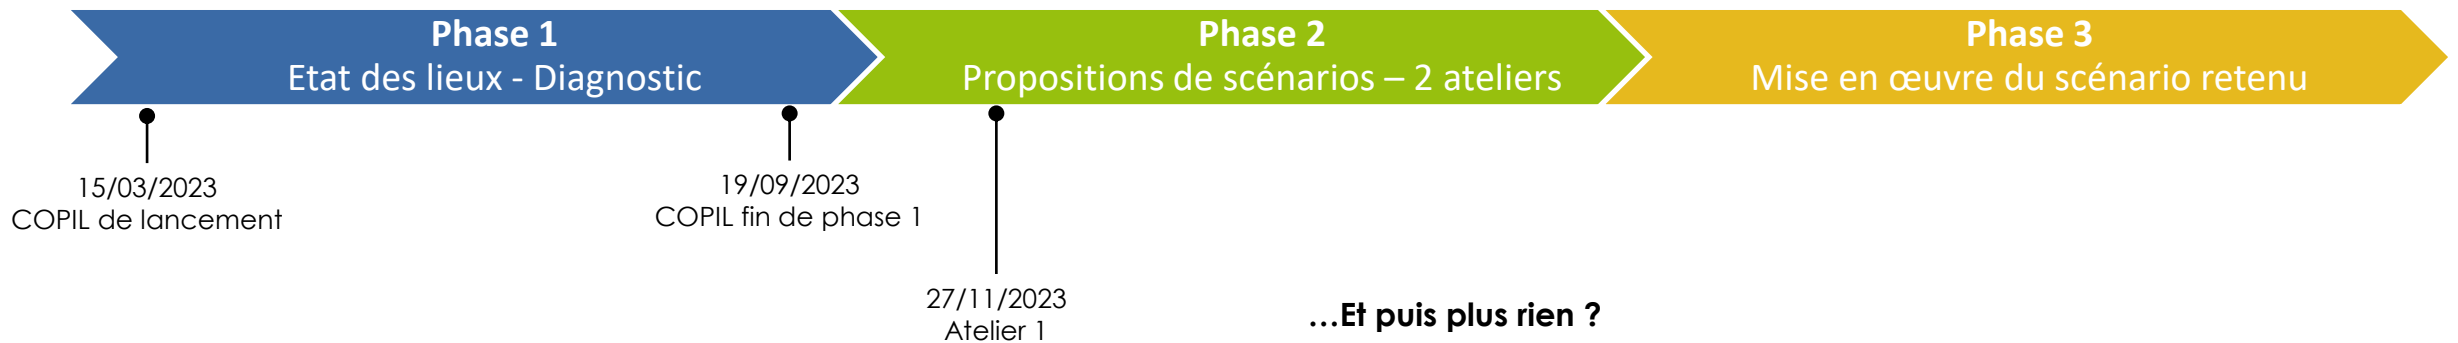 Phase 1
Etat des lieux - Diagnostic
Phase 2
Propositions de scénarios – 2 ateliers
Phase 3
Mise en œuvre du scénario retenu
15/03/2023
COPIL de lancement
19/09/2023
COPIL fin de phase 1
27/11/2023
Atelier 1
...Et puis plus rien ?